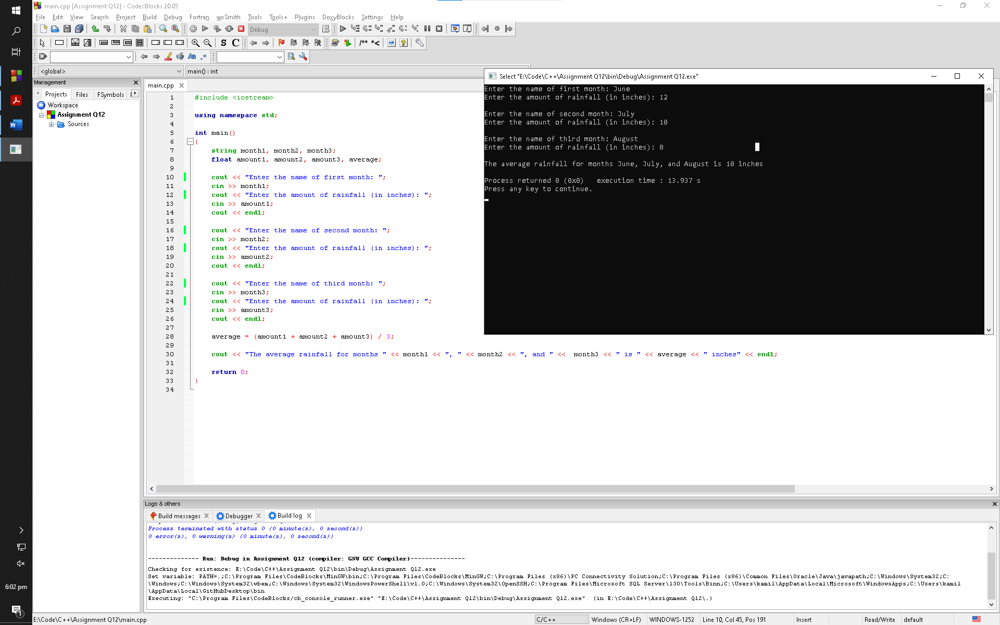 main.cpp [Assignment Q12] - Code::Blocks 20.03
File Edit View Search Project Build Debug Fortran wxSmith Tools Tools+ Plugins DoxyBlocks Settings Help
Debug
S C /** *<
Aa .*
<global> main() : int
Management
Projects Files FSymbols
Workspace
Assignment Q12
Sources
main.cpp
1 #include <iostream>
2
3 using namespace std;
4
5 int main()
6 {
7 string month1, month2, month3;
8 float amount1, amount2, amount3, average;
9
10 cout << "Enter the name of first month: ";
11 cin >> month1;
12 cout << "Enter the amount of rainfall (in inches): ";
13 cin >> amount1;
14 cout << endl;
15
16 cout << "Enter the name of second month: ";
17 cin >> month2;
18 cout << "Enter the amount of rainfall (in inches): ";
19 cin >> amount2;
20 cout << endl;
21
22 cout << "Enter the name of third month: ";
23 cin >> month3;
24 cout << "Enter the amount of rainfall (in inches): ";
25 cin >> amount3;
26 cout << endl;
27
28 average = (amount1 + amount2 + amount3) / 3;
29
30 cout << "The average rainfall for months " << month1 << ", " << month2 << ", and " << month3 << " is " << average << " inches" << endl;
31
32 return 0;
33 }
34
Select "E:\Code\C++\Assignment Q12\bin\Debug\Assignment Q12.exe"
Enter the name of first month: June
Enter the amount of rainfall (in inches): 12
Enter the name of second month: July
Enter the amount of rainfall (in inches): 10
Enter the name of third month: August
Enter the amount of rainfall (in inches): 8
The average rainfall for months June, July, and August is 10 inches
Process returned 0 (0x0) execution time : 13.937 s
Press any key to continue.
Logs & others
Build messages Debugger Build log
Process terminated with status 0 (0 minute(s), 0 second(s))
0 error(s), 0 warning(s) (0 minute(s), 0 second(s))
-------------- Run: Debug in Assignment Q12 (compiler: GNU GCC Compiler)---------------
Checking for existence: E:\Code\C++\Assignment Q12\bin\Debug\Assignment Q12.exe
Set variable: PATH=.;C:\Program Files\CodeBlocks\MinGW\bin;C:\Program Files\CodeBlocks\MinGW;C:\Program Files (x86)\PC Connectivity Solution;C:\Program Files (x86)\Common Files\Oracle\Java\javapath;C:\Windows\System32;C:
\Windows;C:\Windows\System32\wbem;C:\Windows\System32\WindowsPowerShell\v1.0;C:\Windows\System32\OpenSSH;C:\Program Files\Microsoft SQL Server\130\Tools\Binn;C:\Users\kamil\AppData\Local\Microsoft\WindowsApps;C:\Users\kamil
\AppData\Local\GitHubDesktop\bin
Executing: "C:\Program Files\CodeBlocks/cb_console_runner.exe" "E:\Code\C++\Assignment Q12\bin\Debug\Assignment Q12.exe" (in E:\Code\C++\Assignment Q12\.)
6:02 pm
1
E:\Code\C++\Assignment Q12\main.cpp C/C++ Windows (CR+LF) WINDOWS-1252 Line 10, Col 45, Pos 191 Insert Read/Write default